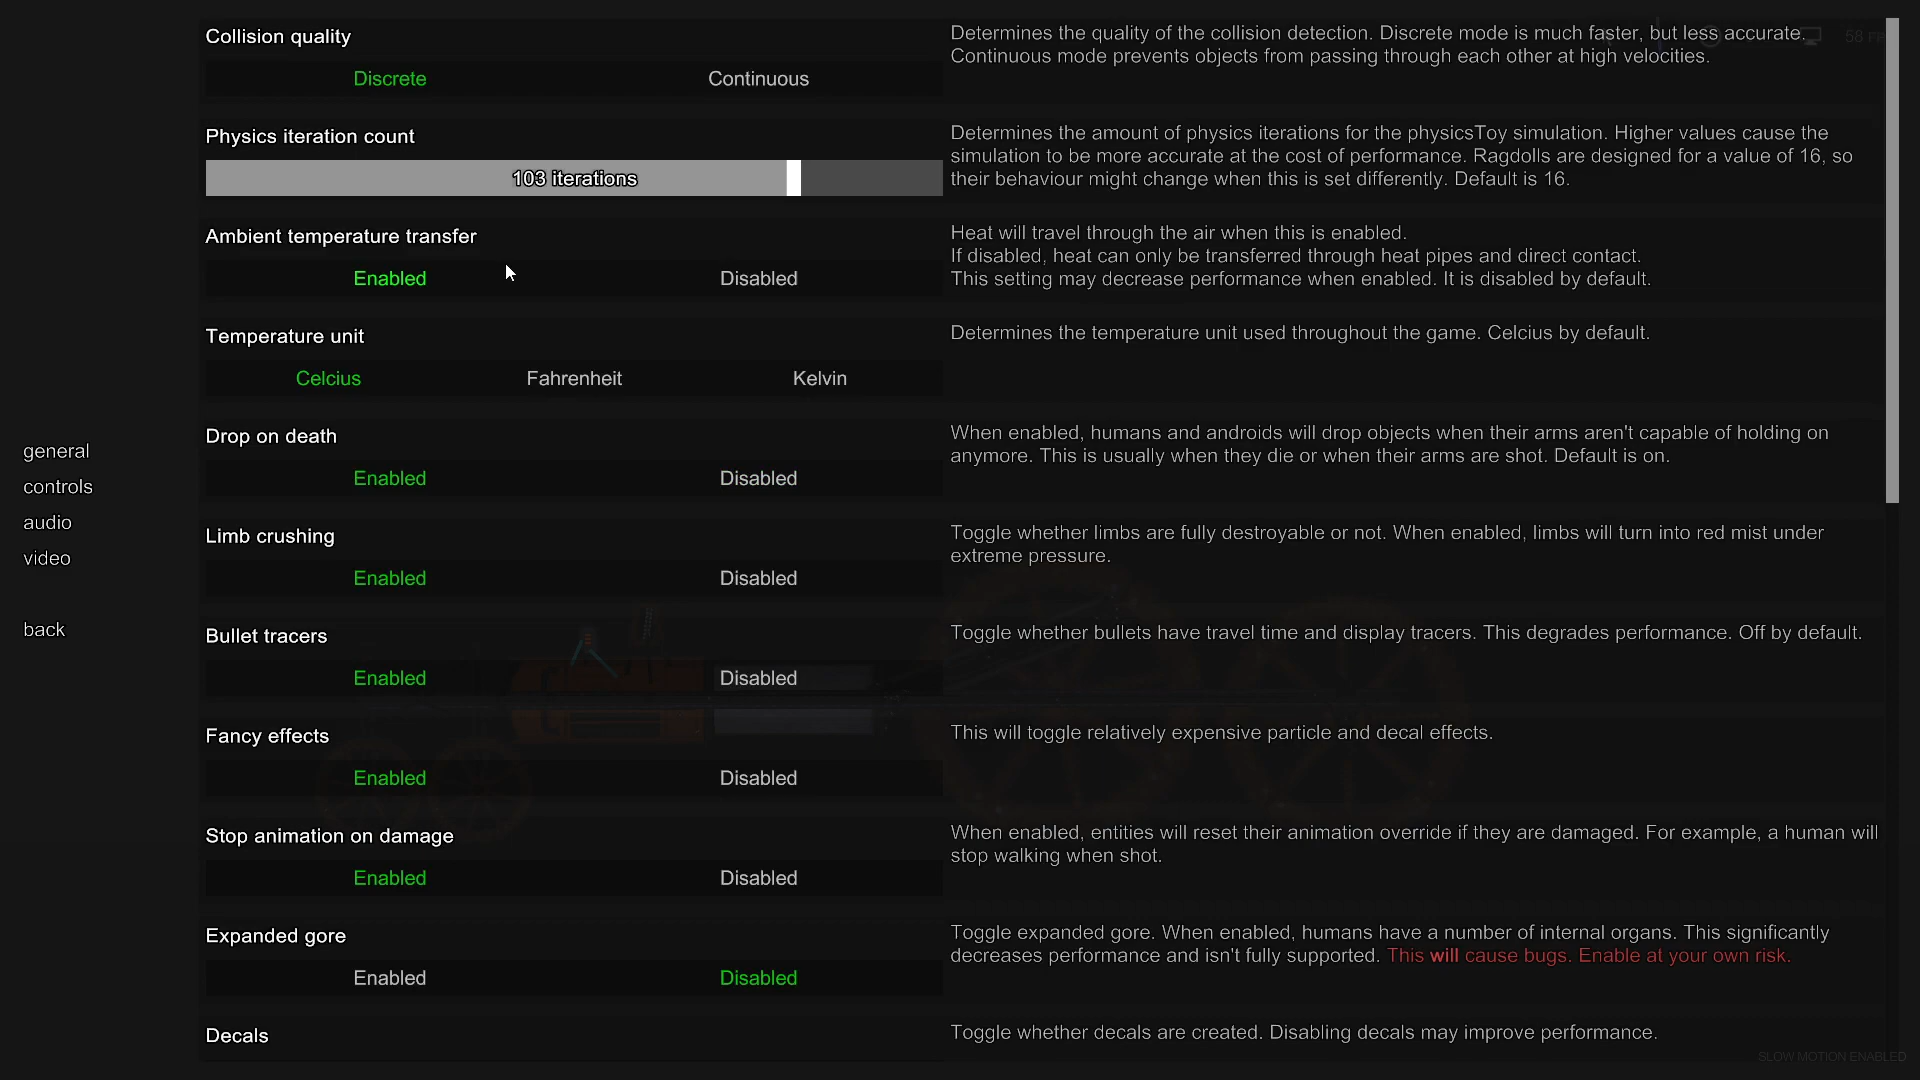 Collision quality
Determines the quality of the collision detection. Discrete mode is much faster, but less accurate.
Continuous mode prevents objects from passing through each other at high velocities.
58
Discrete
Continuous
Physics iteration count
Determines the amount of physics iterations for the physicsToy simulation. Higher values cause the
simulation to be more accurate at the cost of performance. Ragdolls are designed for a value of 16, so
their behaviour might change when this is set differently. Default is 16.
103 iterations
Ambient temperature transfer
Heat will travel through the air when this is enabled.
If disabled, heat can only be transferred through heat pipes and direct contact.
This setting may decrease performance when enabled. It is disabled by default.
Enabled
Disabled
Temperature unit
Determines the temperature unit used throughout the game. Celcius by default.
Celcius
Fahrenheit
Kelvin
Drop on death
When enabled, humans and androids will drop objects when their arms aren't capable of holding on
anymore. This is usually when they die or when their arms are shot. Default is on.
Enabled
Disabled
Limb crushing
Toggle whether limbs are fully destroyable or not. When enabled, limbs will turn into red mist under
extreme pressure.
Enabled
Disabled
Bullet tracers
Toggle whether bullets have travel time and display tracers. This degrades performance. Off by default.
Enabled
Disabled
Fancy effects
This will toggle relatively expensive particle and decal effects.
Enabled
Disabled
Stop animation on damage
When enabled, entities will reset their animation override if they are damaged. For example, a human will
stop walking when shot.
Enabled
Disabled
Expanded gore
Toggle expanded gore. When enabled, humans have a number of internal organs. This significantly
decreases performance and isn't fully supported. This will cause bugs. Enable at your own risk.
Enabled
Disabled
Decals
Toggle whether decals are created. Disabling decals may improve performance.
general
controls
audio
video
back
SLOW MOTION ENABLED